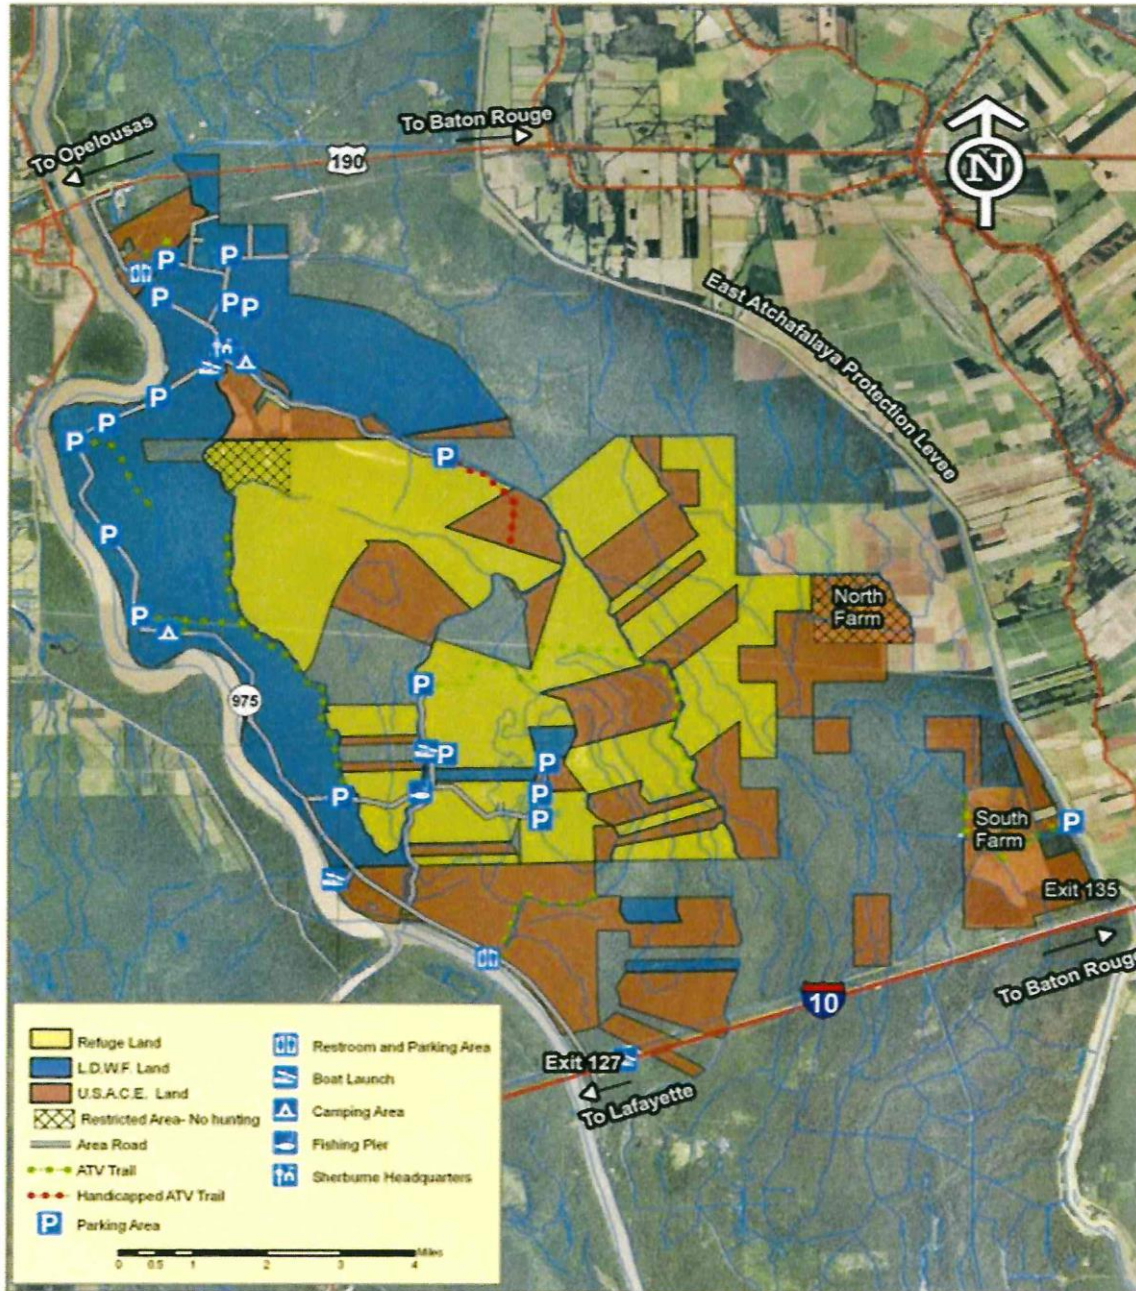 To Opelousas
To Baton Rouge
190
N
East Atchafalaya Protection Levee
P
P
P
P
P
P
P
P
P
P
North
Farm
P
975
P
P
P
P
P
P
South
Farm
P
P
Exit 135
To Baton Rouge
10
Exit 127
To Lafayette
Refuge Land
L.D.W.F. Land
U.S.A.C.E. Land
Restricted Area- No hunting
Area Road
ATV Trail
Handicapped ATV Trail
P Parking Area
Restroom and Parking Area
Boat Launch
Camping Area
Fishing Pier
Sherburne Headquarters
Miles
0 0.5 1 2 3 4